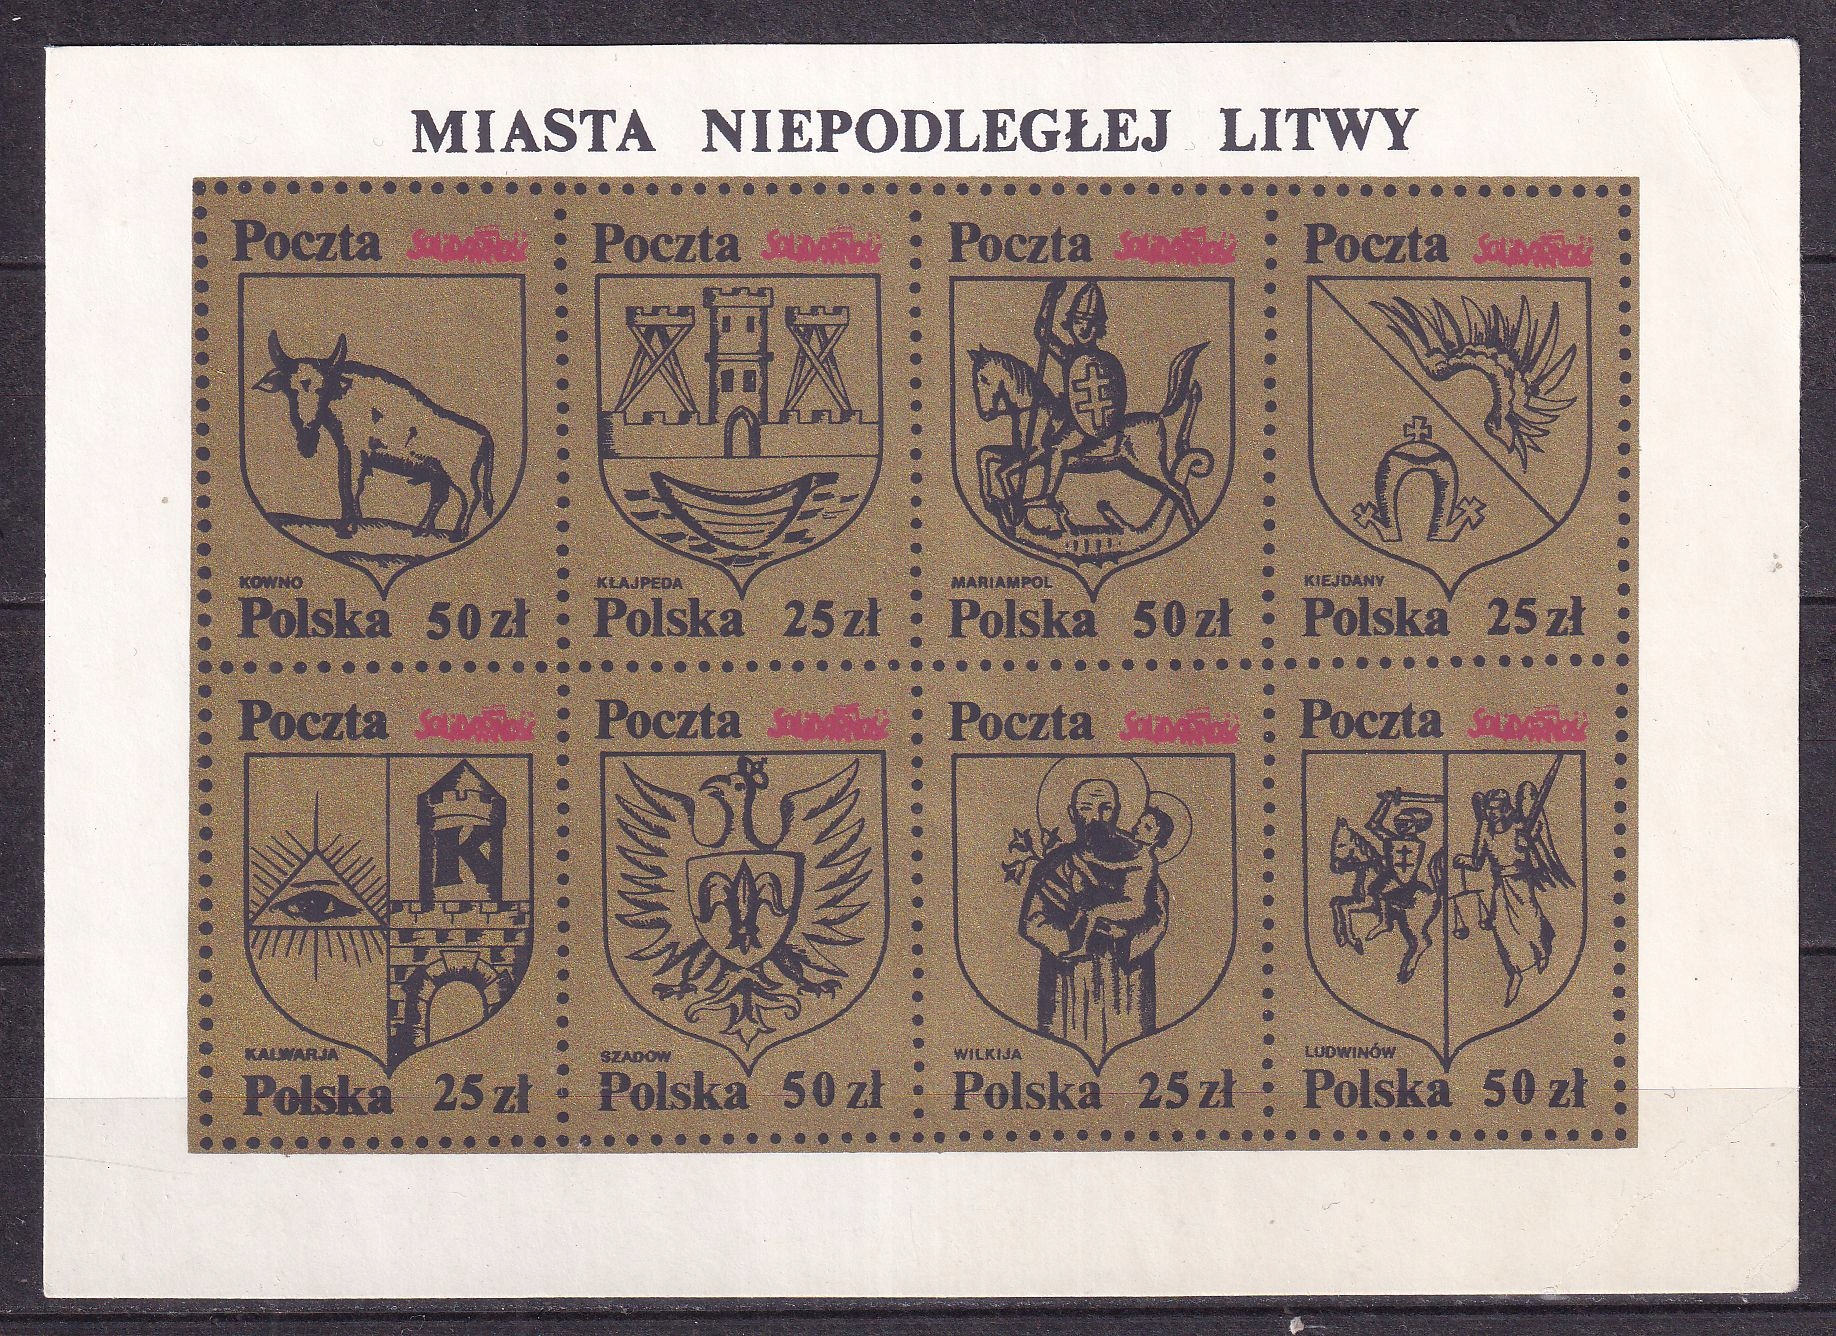 MIASTA NIEPODLEGŁEJ LITWY
Poczta SOLIDARNOŚĆ
KOWNO
Polska 50 zł
Poczta SOLIDARNOŚĆ
KŁAJPEDA
Polska 25 zł
Poczta SOLIDARNOŚĆ
MARIAMPOL
Polska 50 zł
Poczta SOLIDARNOŚĆ
KIEJDANY
Polska 25 zł
Poczta SOLIDARNOŚĆ
K
KALWARJA
Polska 25 zł
Poczta SOLIDARNOŚĆ
SZADOW
Polska 50 zł
Poczta SOLIDARNOŚĆ
WILKIJA
Polska 25 zł
Poczta SOLIDARNOŚĆ
LUDWINÓW
Polska 50 zł